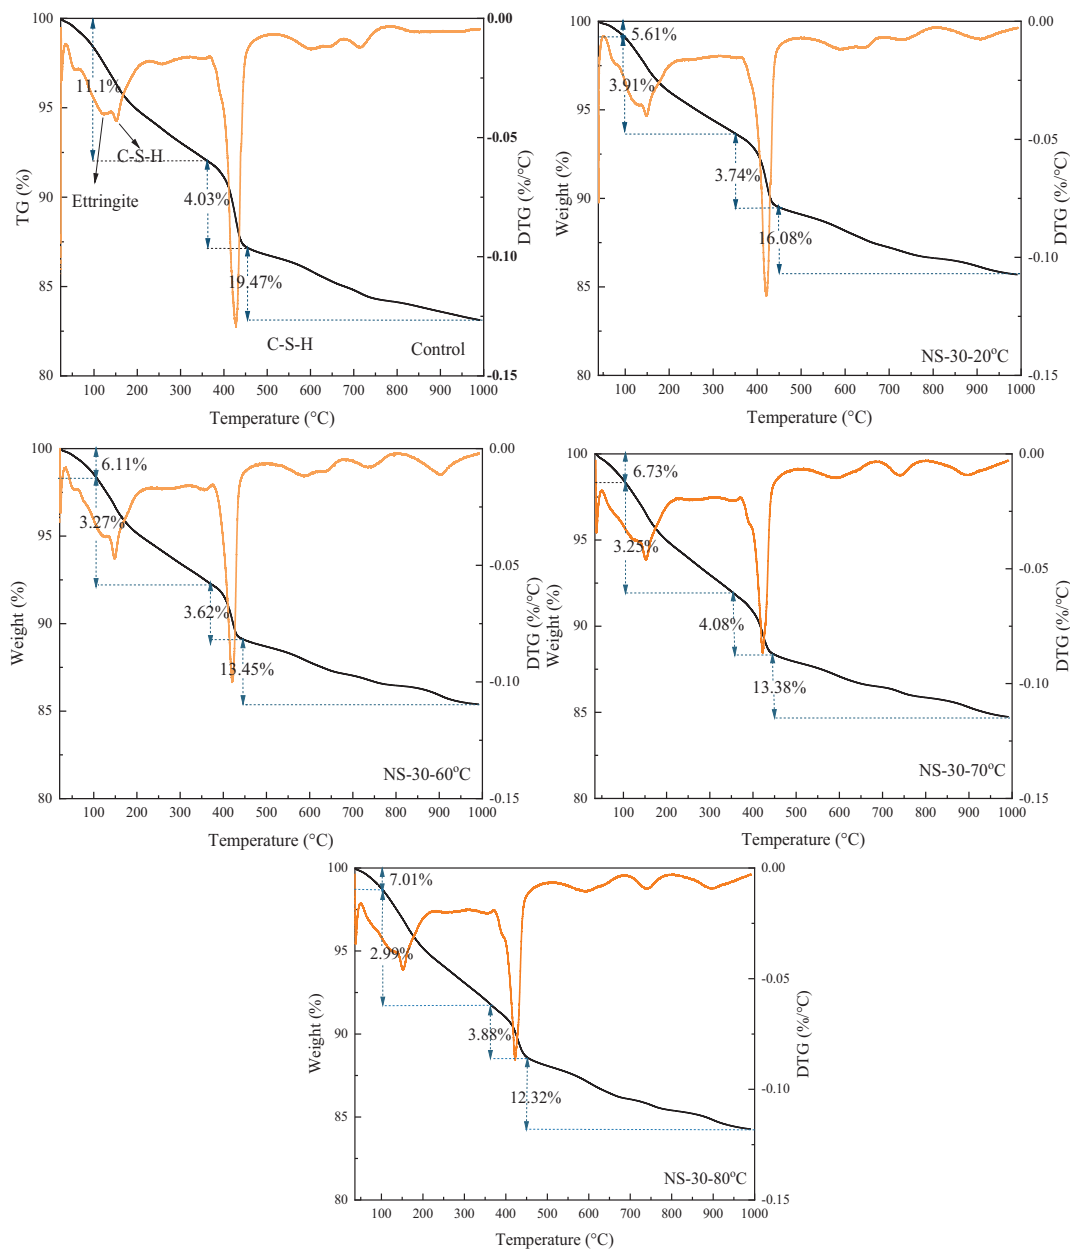 100
95
90
85
80
TG (%)
0.00
-0.05
-0.10
-0.15
DTG (%/°C)
11.1%
C-S-H
Ettringite
4.03%
19.47%
C-S-H
Control
100 200 300 400 500 600 700 800 900 1000
Temperature (°C)
100
95
90
85
80
Weight (%)
0.00
-0.05
-0.10
-0.15
DTG (%/°C)
5.61%
3.91%
3.74%
16.08%
NS-30-20°C
100 200 300 400 500 600 700 800 900 1000
Temperature (°C)
100
95
90
85
80
Weight (%)
0.00
-0.05
-0.10
-0.15
DTG (%/°C)
6.11%
3.27%
3.62%
13.45%
NS-30-60°C
100 200 300 400 500 600 700 800 900 1000
Temperature (°C)
100
95
90
85
80
Weight (%)
0.00
-0.05
-0.10
-0.15
DTG (%/°C)
6.73%
3.25%
4.08%
13.38%
NS-30-70°C
100 200 300 400 500 600 700 800 900 1000
Temperature (°C)
100
95
90
85
80
Weight (%)
0.00
-0.05
-0.10
-0.15
DTG (%/°C)
7.01%
2.99%
3.88%
12.32%
NS-30-80°C
100 200 300 400 500 600 700 800 900 1000
Temperature (°C)